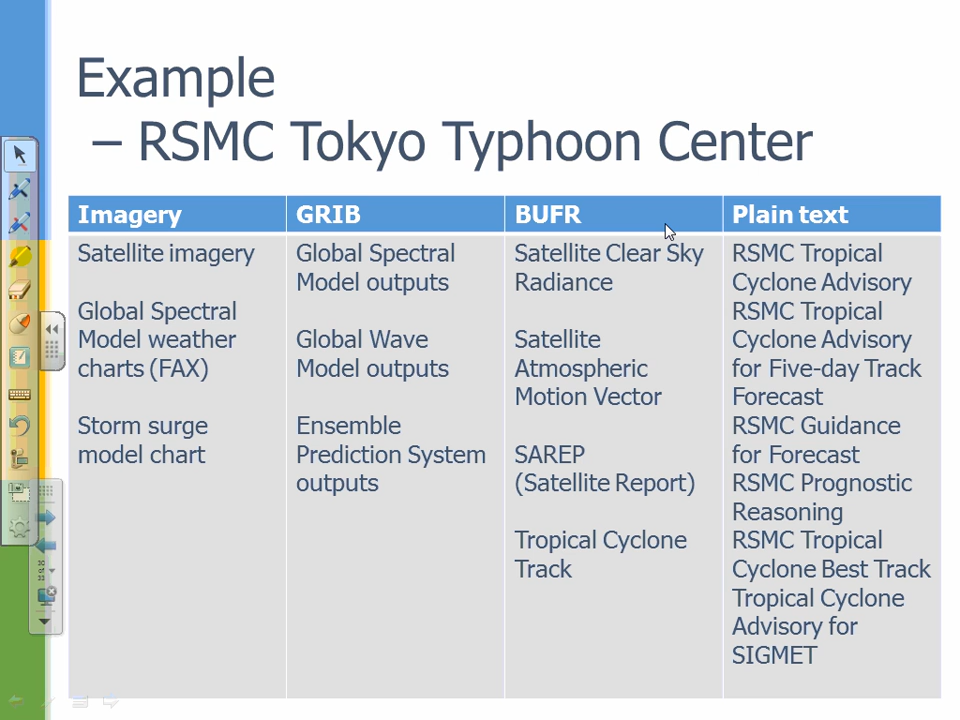 Example
– RSMC Tokyo Typhoon Center
Imagery
GRIB
BUFR
Plain text
Satellite imagery
Global Spectral
Model weather
charts (FAX)
Storm surge
model chart
Global Spectral
Model outputs
Global Wave
Model outputs
Ensemble
Prediction System
outputs
Satellite Clear Sky
Radiance
Satellite
Atmospheric
Motion Vector
SAREP
(Satellite Report)
Tropical Cyclone
Track
RSMC Tropical
Cyclone Advisory
RSMC Tropical
Cyclone Advisory
for Five-day Track
Forecast
RSMC Guidance
for Forecast
RSMC Prognostic
Reasoning
RSMC Tropical
Cyclone Best Track
Tropical Cyclone
Advisory for
SIGMET
30
of
33